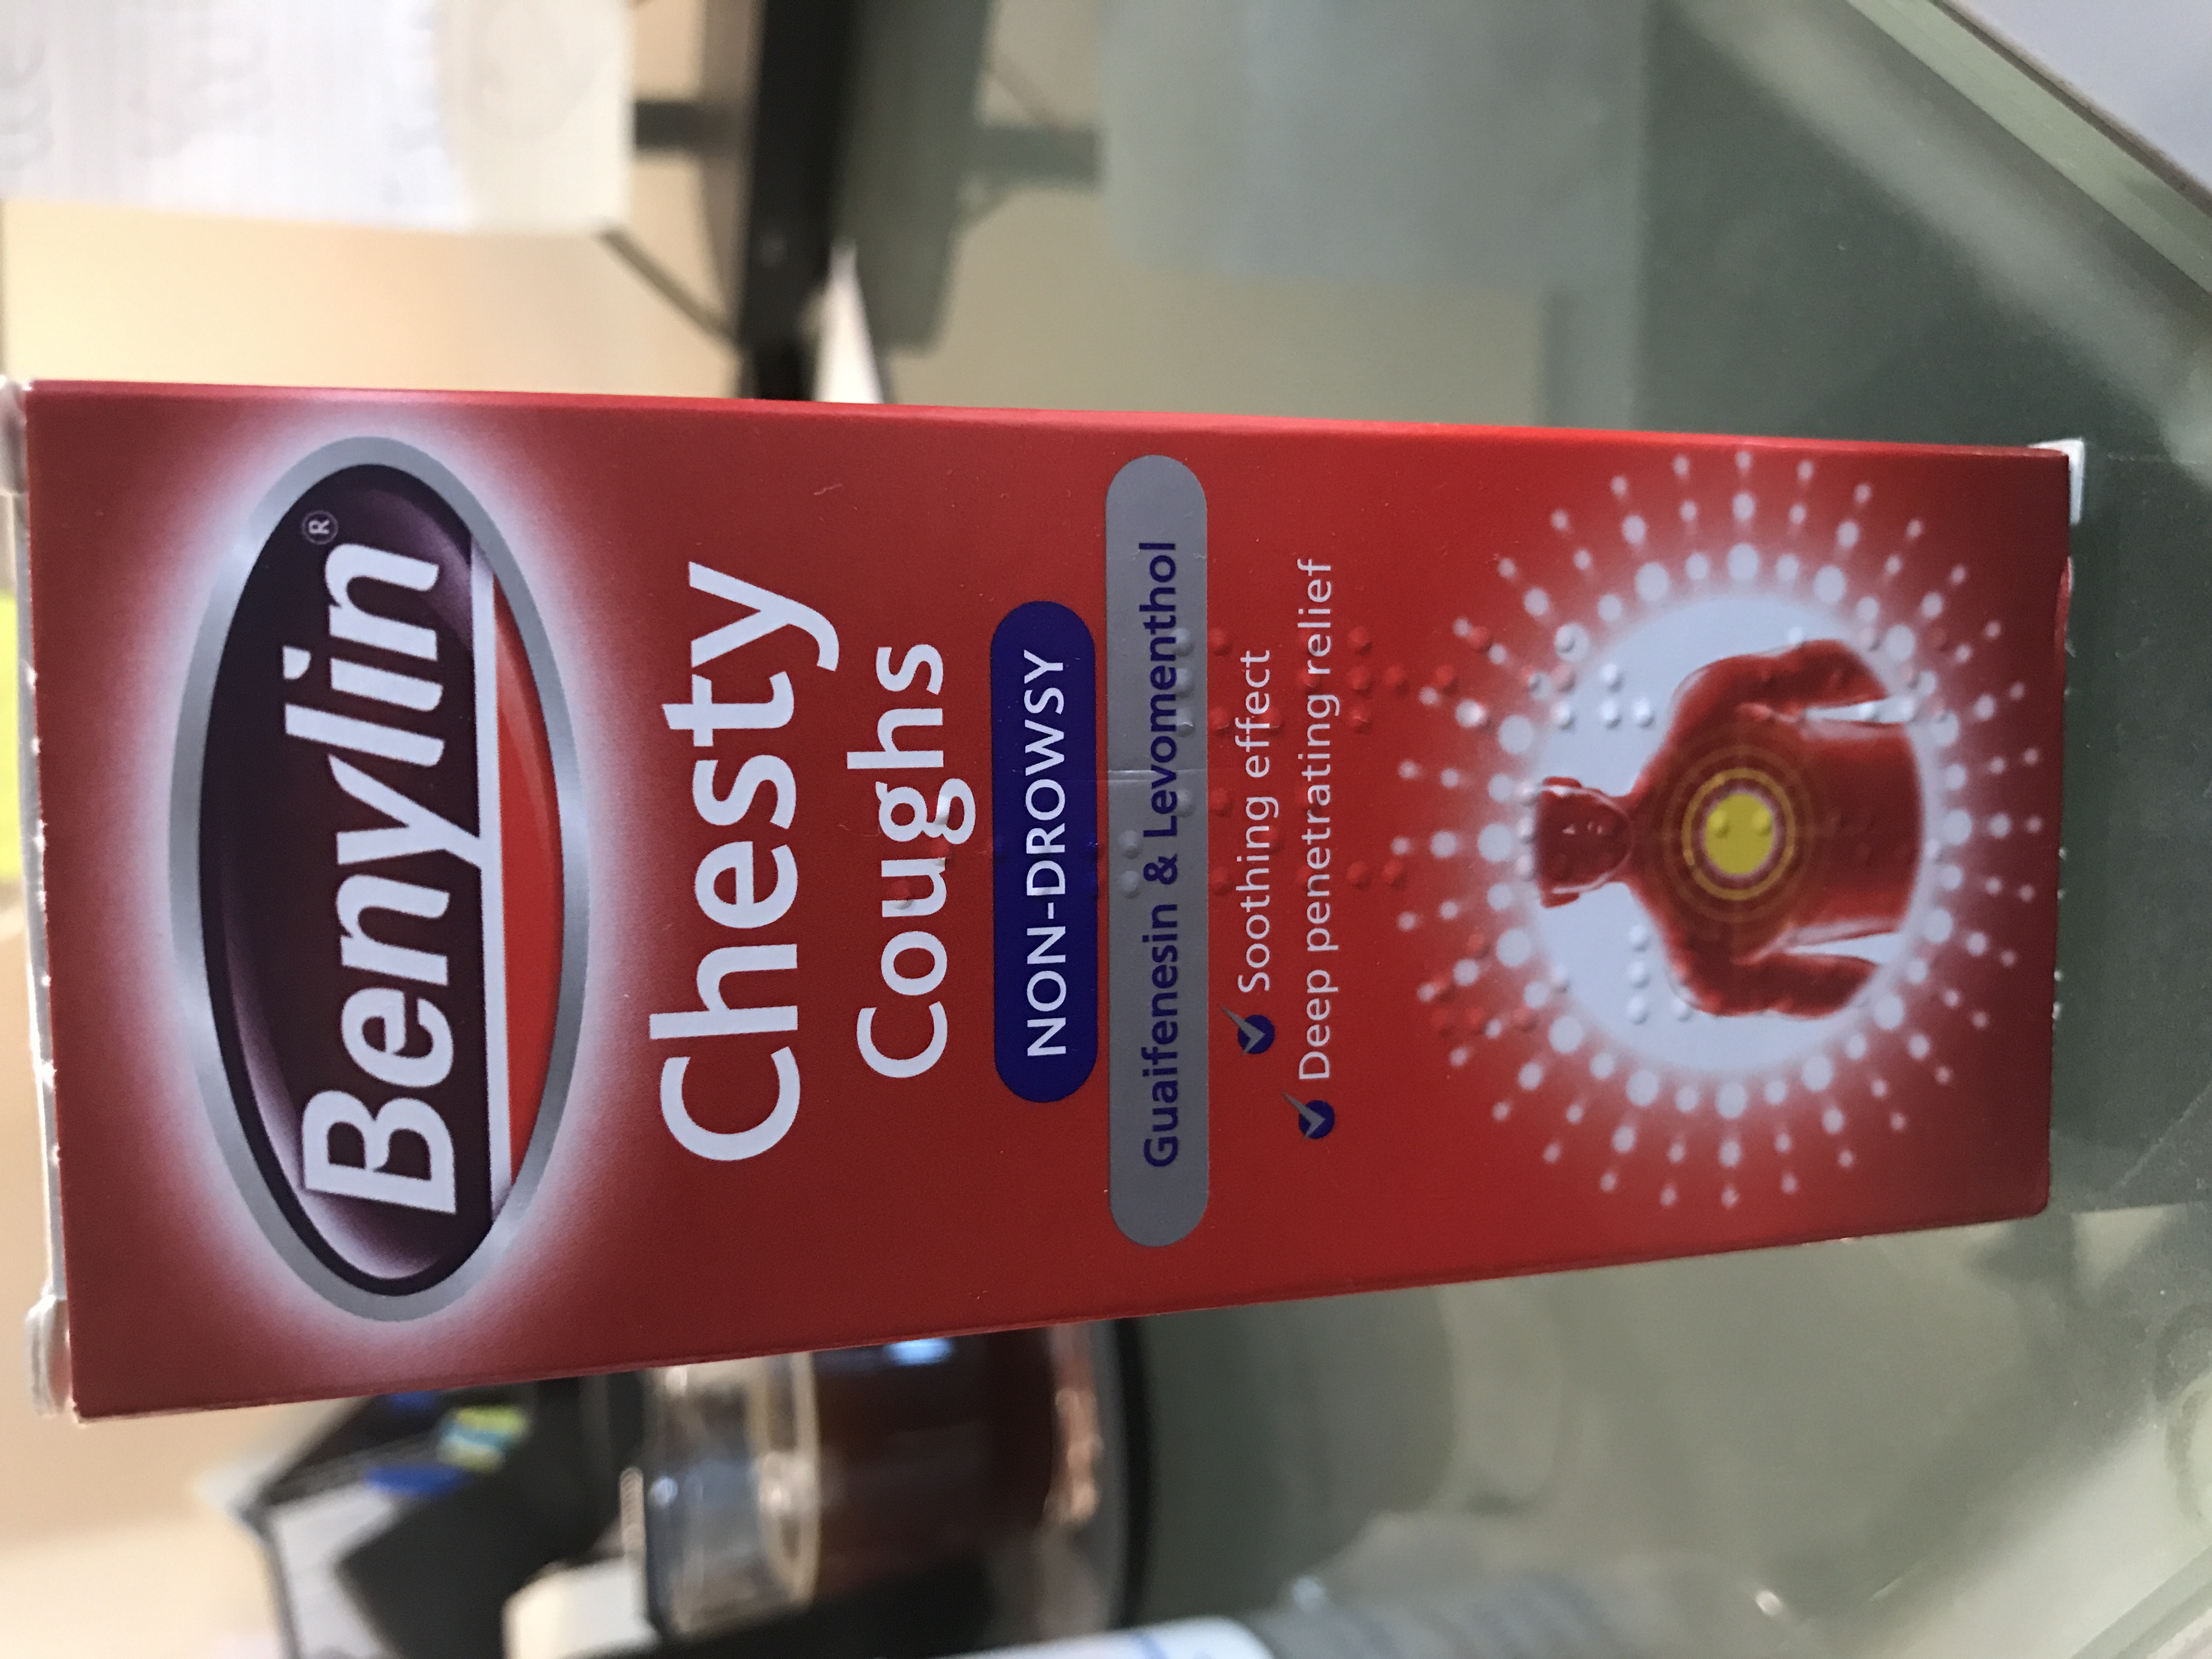 Benylin®
Chesty
Coughs
NON-DROWSY
Guaifenesin & Levomenthol
Soothing effect
Deep penetrating relief